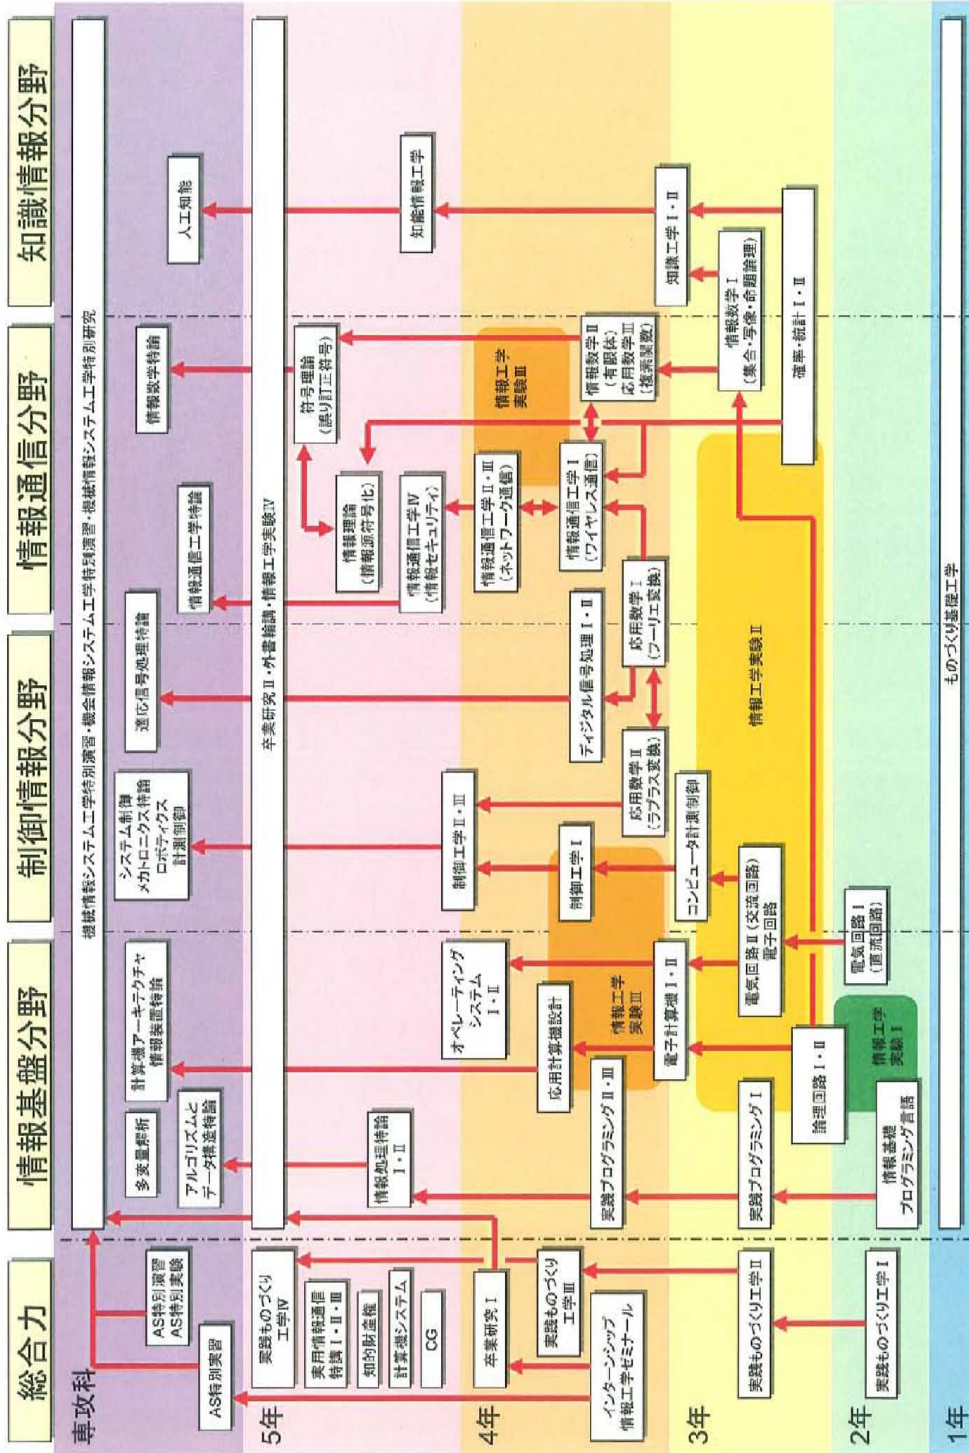 総合力
情報基盤分野
制御情報分野
情報通信分野
知識情報分野
専攻科
機械情報システム工学特別演習・機会情報システム工学特別演習・機械情報システム工学特別研究
AS特別演習
AS特別実験
AS特別実習
多変量解析
アルゴリズムと
データ構造特論
計算機アーキテクチャ
情報装置特論
システム制御
メカトロニクス特論
ロボティクス
計測制御
適応信号処理特論
情報通信工学特論
情報数学特論
人工知能
5年
卒業研究Ⅱ・外書輪講・情報工学実験Ⅳ
実践ものづくり
工学Ⅳ
実用情報通信
特講Ⅰ・Ⅱ・Ⅲ
知的財産権
計算機システム
CG
情報処理特論
Ⅰ・Ⅱ
符号理論
(誤り訂正符号)
情報理論
(情報源符号化)
情報通信工学Ⅳ
(情報セキュリティ)
知能情報工学
4年
卒業研究Ⅰ
実践ものづくり
工学Ⅲ
インターンシップ
情報工学ゼミナール
オペレーティング
システム
Ⅰ・Ⅱ
応用計算機設計
実践プログラミングⅡ・Ⅲ
情報工学
実験Ⅲ
制御工学Ⅱ・Ⅲ
制御工学Ⅰ
ディジタル信号処理Ⅰ・Ⅱ
応用数学Ⅱ
(ラプラス変換)
応用数学Ⅰ
(フーリエ変換)
情報通信工学Ⅱ・Ⅲ
(ネットワーク通信)
情報通信工学Ⅰ
(ワイヤレス通信)
情報工学
実験Ⅲ
情報数学Ⅱ
(有限体)
応用数学Ⅲ
(複素関数)
3年
実践ものづくり工学Ⅱ
実践プログラミングⅠ
電子計算機Ⅰ・Ⅱ
論理回路Ⅰ・Ⅱ
コンピュータ計測制御
電気回路Ⅱ(交流回路)
電子回路
情報工学実験Ⅱ
情報数学Ⅰ
(集合・写像・命題論理)
知識工学Ⅰ・Ⅱ
確率・統計Ⅰ・Ⅱ
2年
実践ものづくり工学Ⅰ
情報基礎
プログラミング言語
情報工学
実験Ⅰ
電気回路Ⅰ
(直流回路)
1年
ものづくり基礎工学